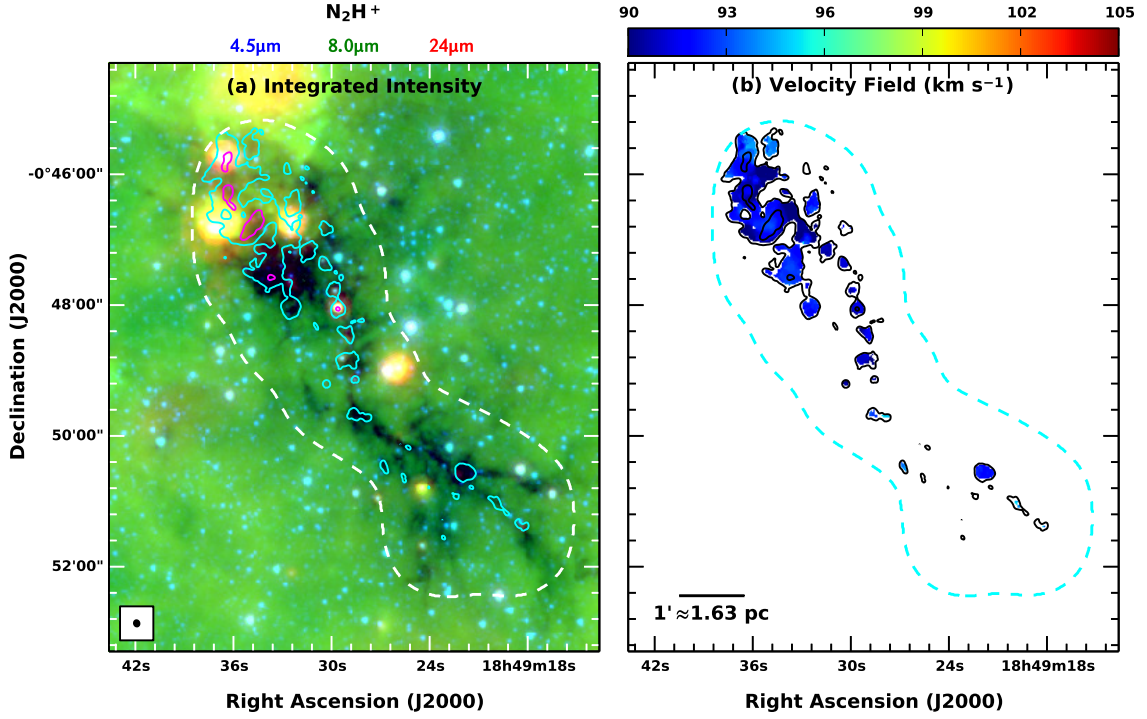 N₂H⁺
4.5μm 8.0μm 24μm
(a) Integrated Intensity
-0°46'00"
48'00"
50'00"
52'00"
Declination (J2000)
42s 36s 30s 24s 18h49m18s
Right Ascension (J2000)
90 93 96 99 102 105
(b) Velocity Field (km s⁻¹)
1' ≈1.63 pc
42s 36s 30s 24s 18h49m18s
Right Ascension (J2000)